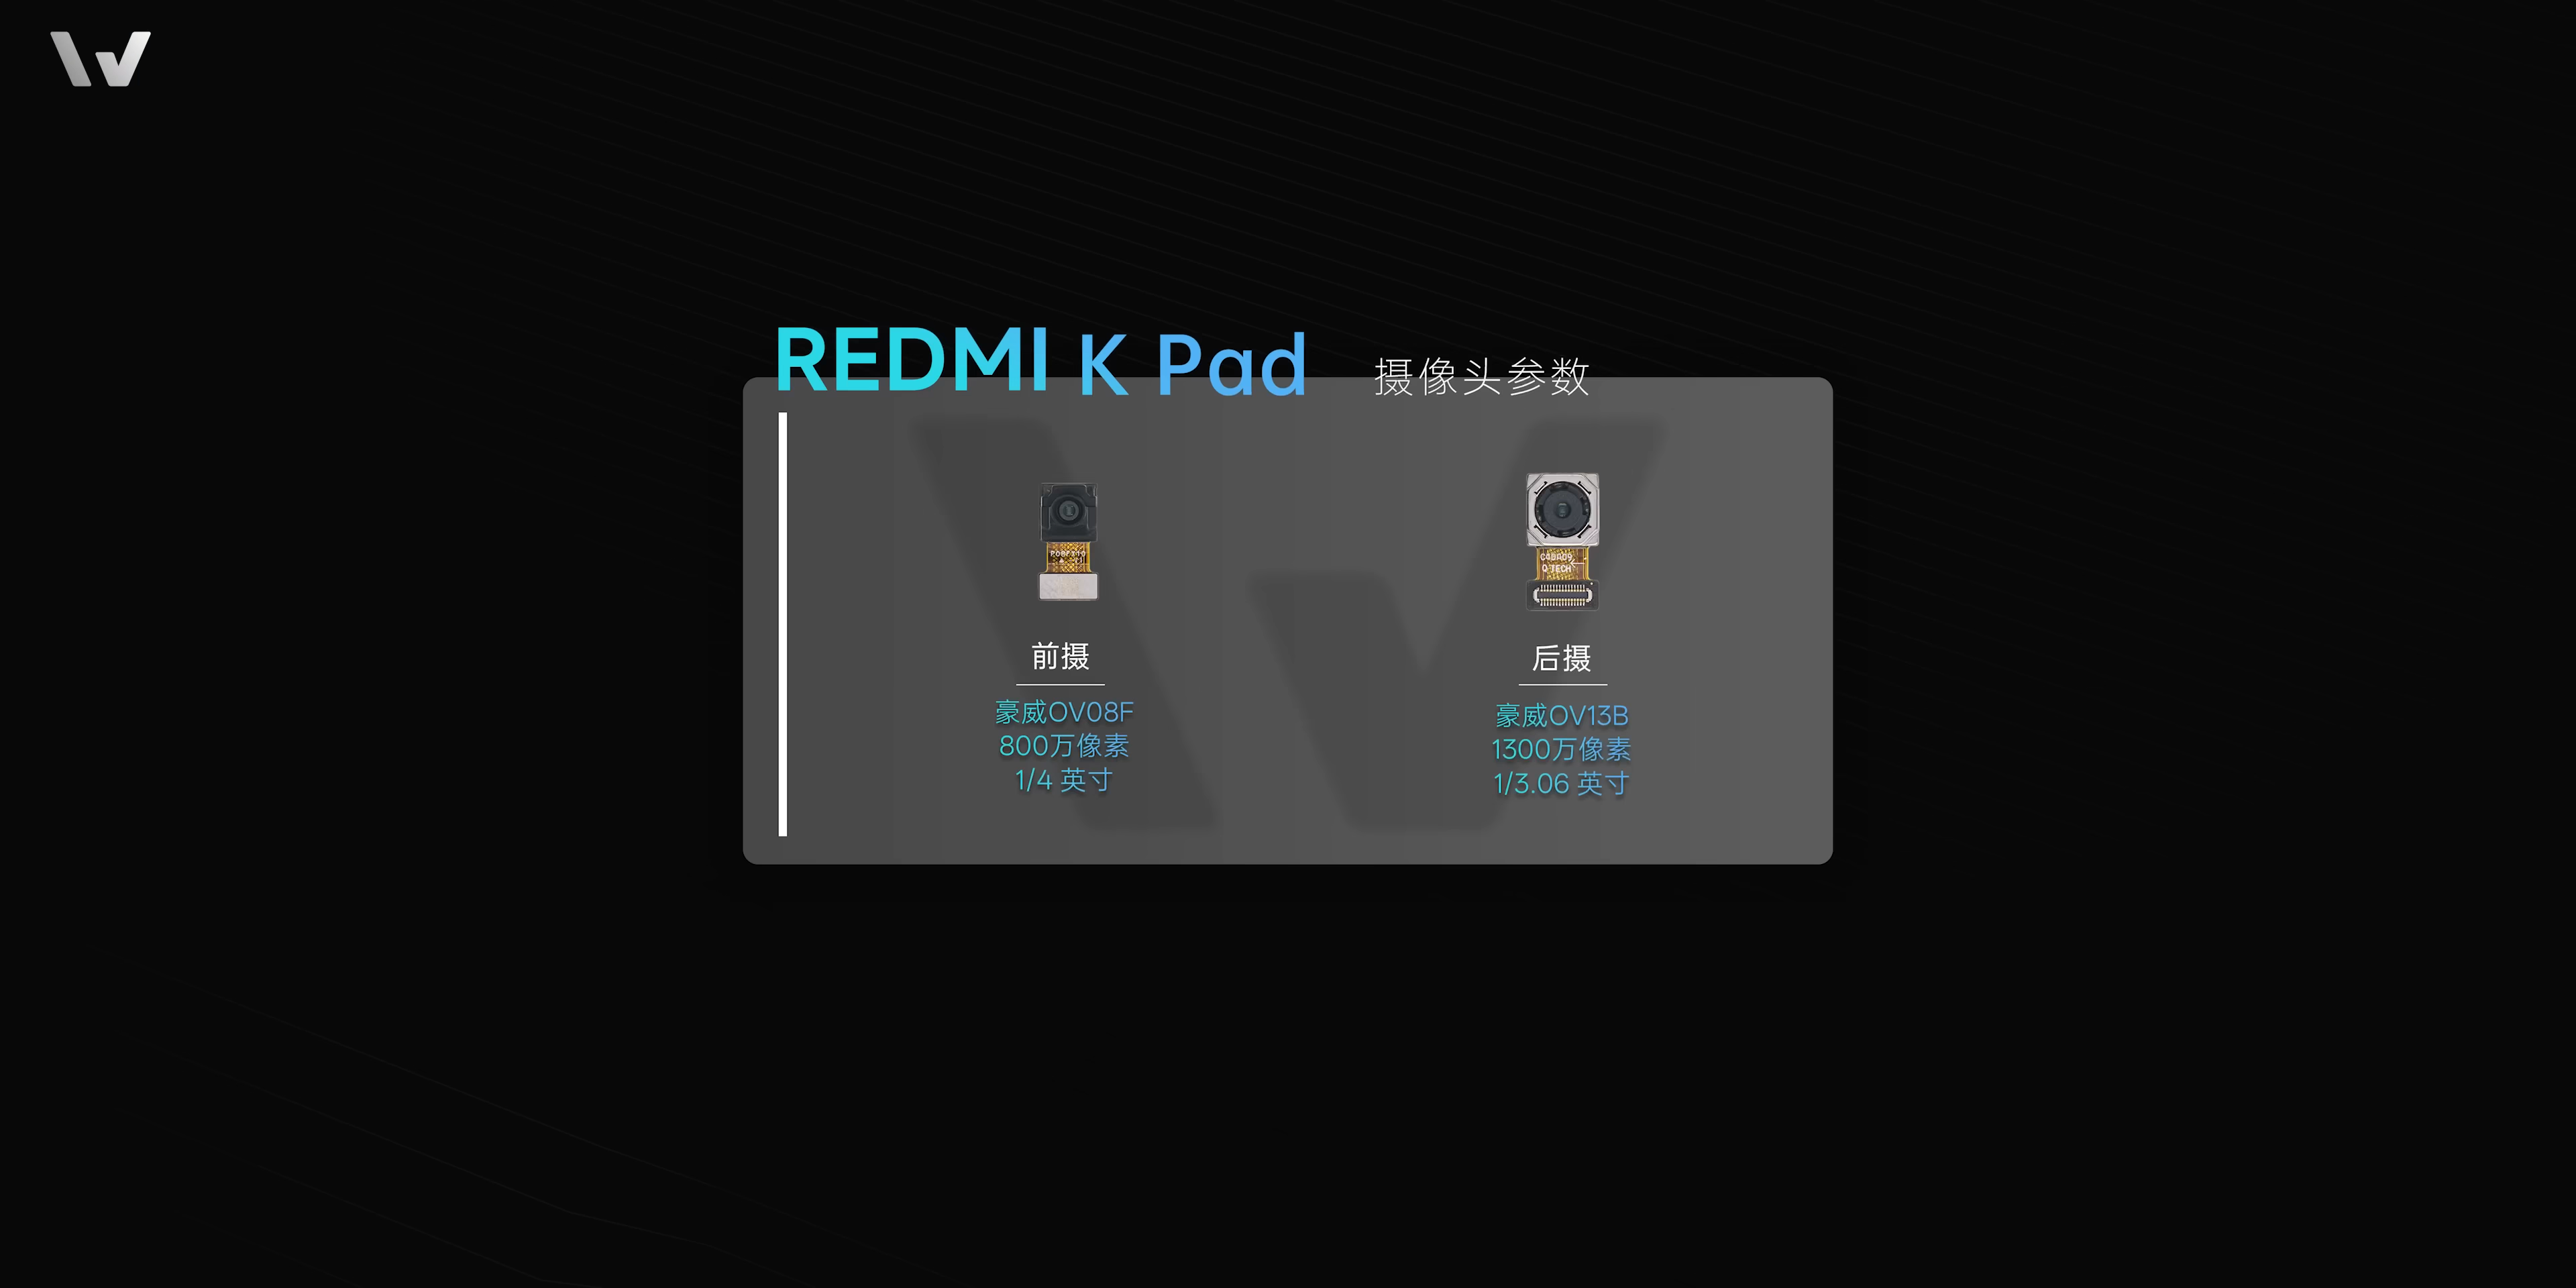 REDMI K Pad 摄像头参数
C4BA09
Q TECH
前摄
豪威OV08F
800万像素
1/4 英寸
后摄
豪威OV13B
1300万像素
1/3.06 英寸